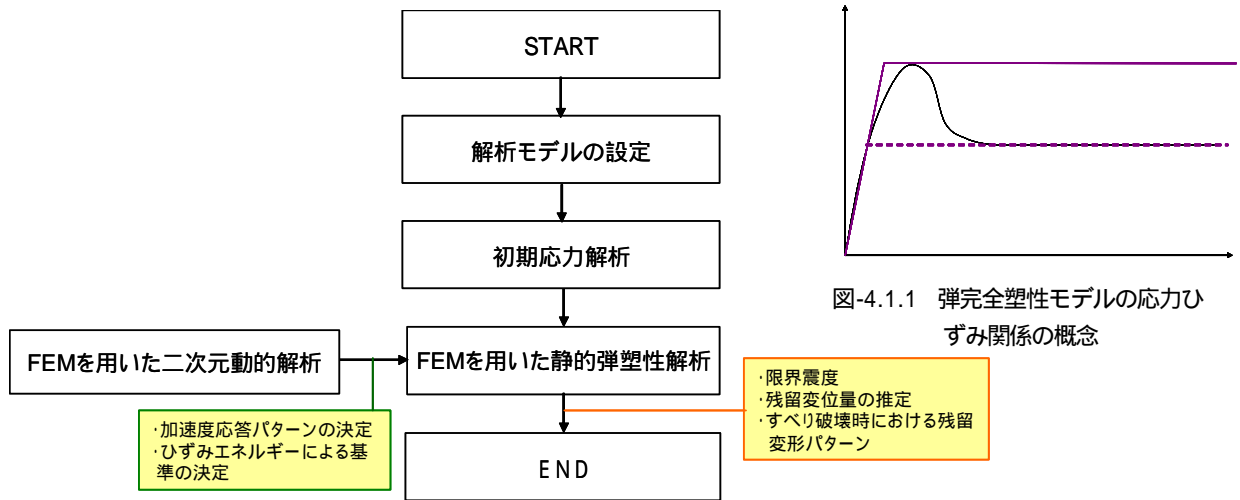 START
解析モデルの設定
初期応力解析
FEMを用いた二次元動的解析
FEMを用いた静的弾塑性解析
・加速度応答パターンの決定
・ひずみエネルギーによる基
準の決定
・限界震度
・残留変位量の推定
・すべり破壊時における残留
変形パターン
END
図-4.1.1 弾完全塑性モデルの応力ひ
ずみ関係の概念